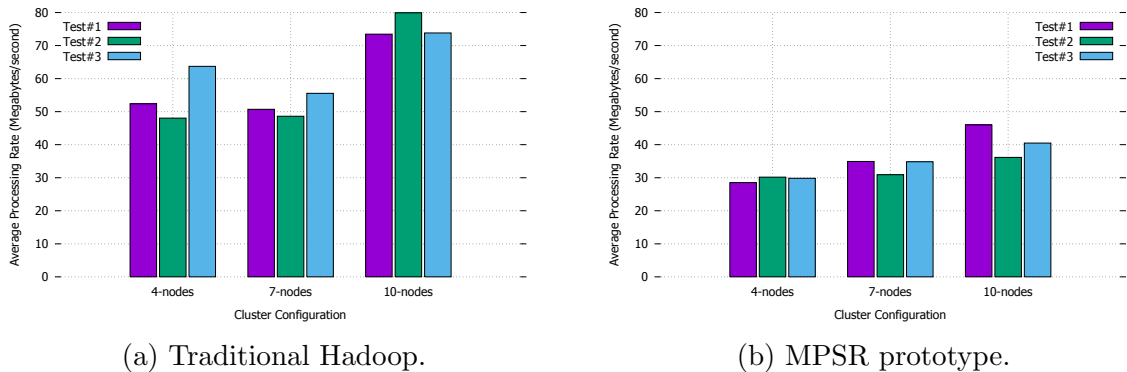 80
70
60
50
40
30
20
10
0
Average Processing Rate (Megabytes/second)
Test#1
Test#2
Test#3
4-nodes 7-nodes 10-nodes
Cluster Configuration
(a) Traditional Hadoop.
80
70
60
50
40
30
20
10
0
Average Processing Rate (Megabytes/second)
Test#1
Test#2
Test#3
4-nodes 7-nodes 10-nodes
Cluster Configuration
(b) MPSR prototype.